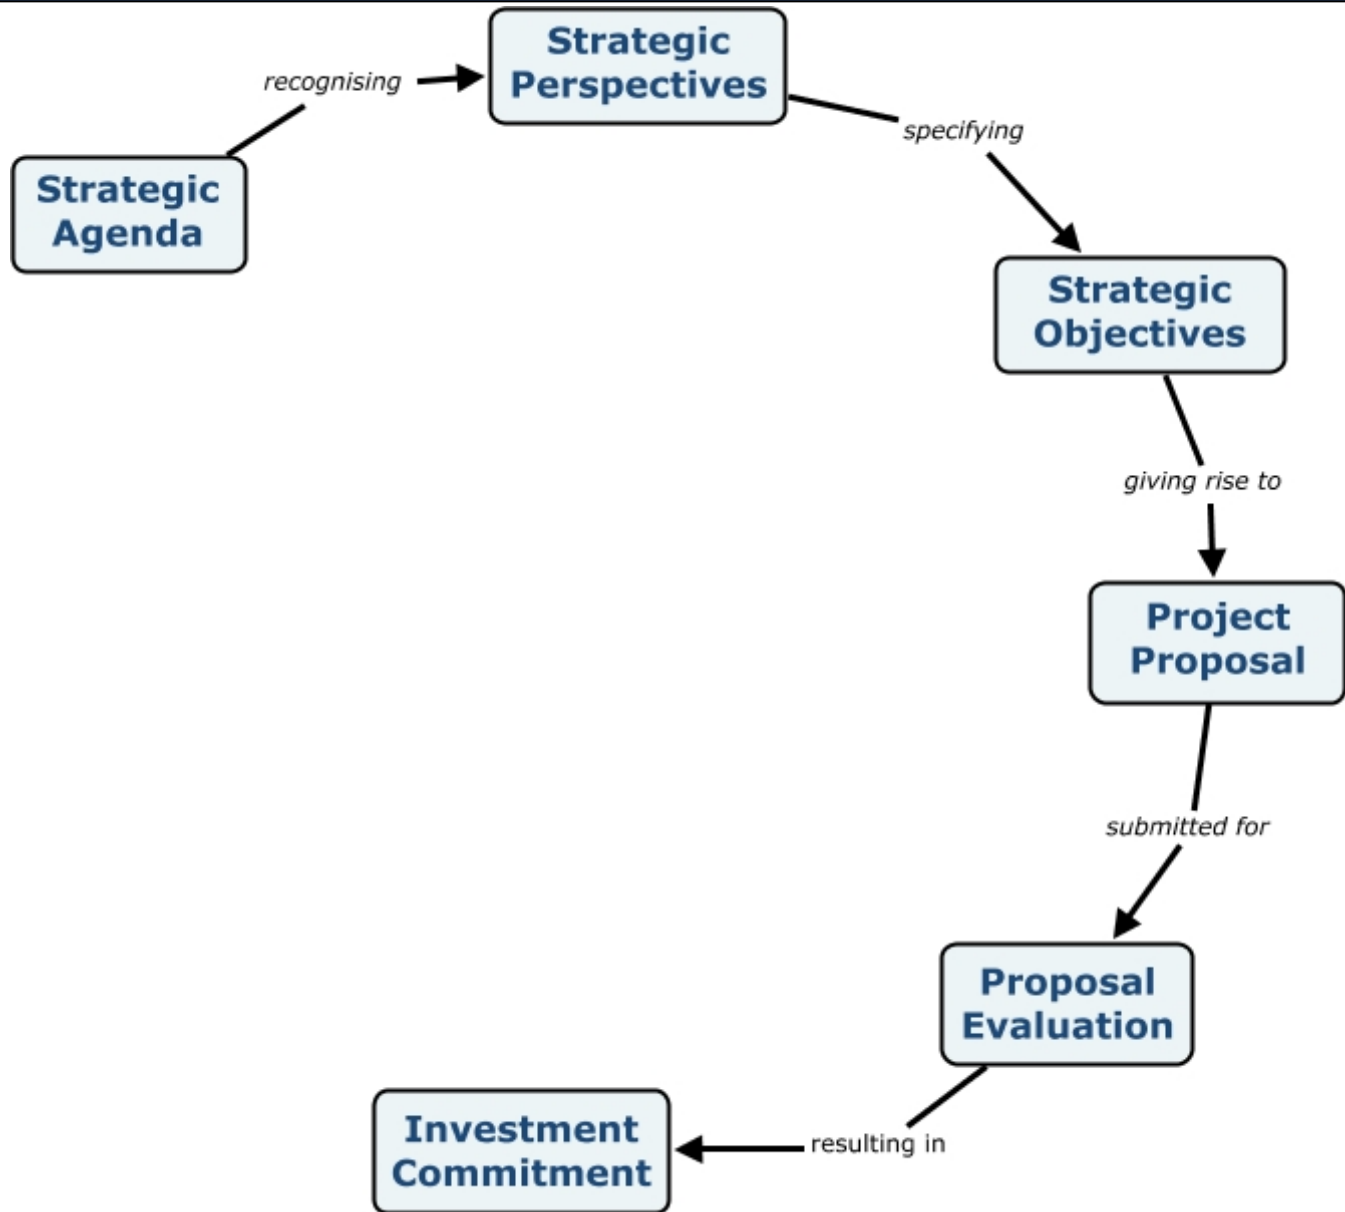 Strategic
Perspectives
recognising
specifying
Strategic
Agenda
Strategic
Objectives
giving rise to
Project
Proposal
submitted for
Proposal
Evaluation
resulting in
Investment
Commitment